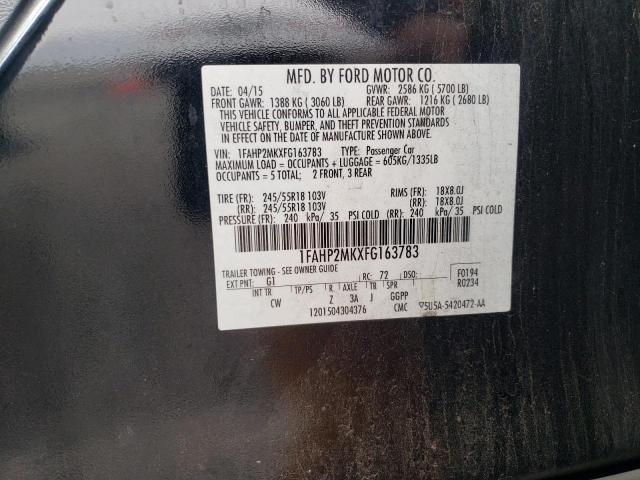 MFD. BY FORD MOTOR CO.
DATE: 04/15 GVWR: 2586 KG ( 5700 LB)
FRONT GAWR: 1388 KG ( 3060 LB) REAR GAWR: 1216 KG ( 2680 LB)
THIS VEHICLE CONFORMS TO ALL APPLICABLE FEDERAL MOTOR
VEHICLE SAFETY, BUMPER, AND THEFT PREVENTION STANDARDS
IN EFFECT ON THE DATE OF MANUFACTURE SHOWN ABOVE.
VIN: 1FAHP2MKXFG163783 TYPE: Passenger Car
MAXIMUM LOAD = OCCUPANTS + LUGGAGE = 605KG/1335LB
OCCUPANTS = 5 TOTAL; 2 FRONT, 3 REAR
TIRE (FR): 245/55R18 103V RIMS (FR): 18X8.0J
(RR): 245/55R18 103V (RR): 18X8.0J
PRESSURE (FR): 240 kPa/ 35 PSI COLD (RR): 240 kPa/ 35 PSI COLD
1FAHP2MKXFG163783
TRAILER TOWING - SEE OWNER GUIDE
EXT PNT: G1 RC: 72 DSO: F0194
INT TR TP/PS R AXLE TR SPR R0234
CW Z 3A J GGPP
1201504304376 CMC 5U5A-5420472-AA